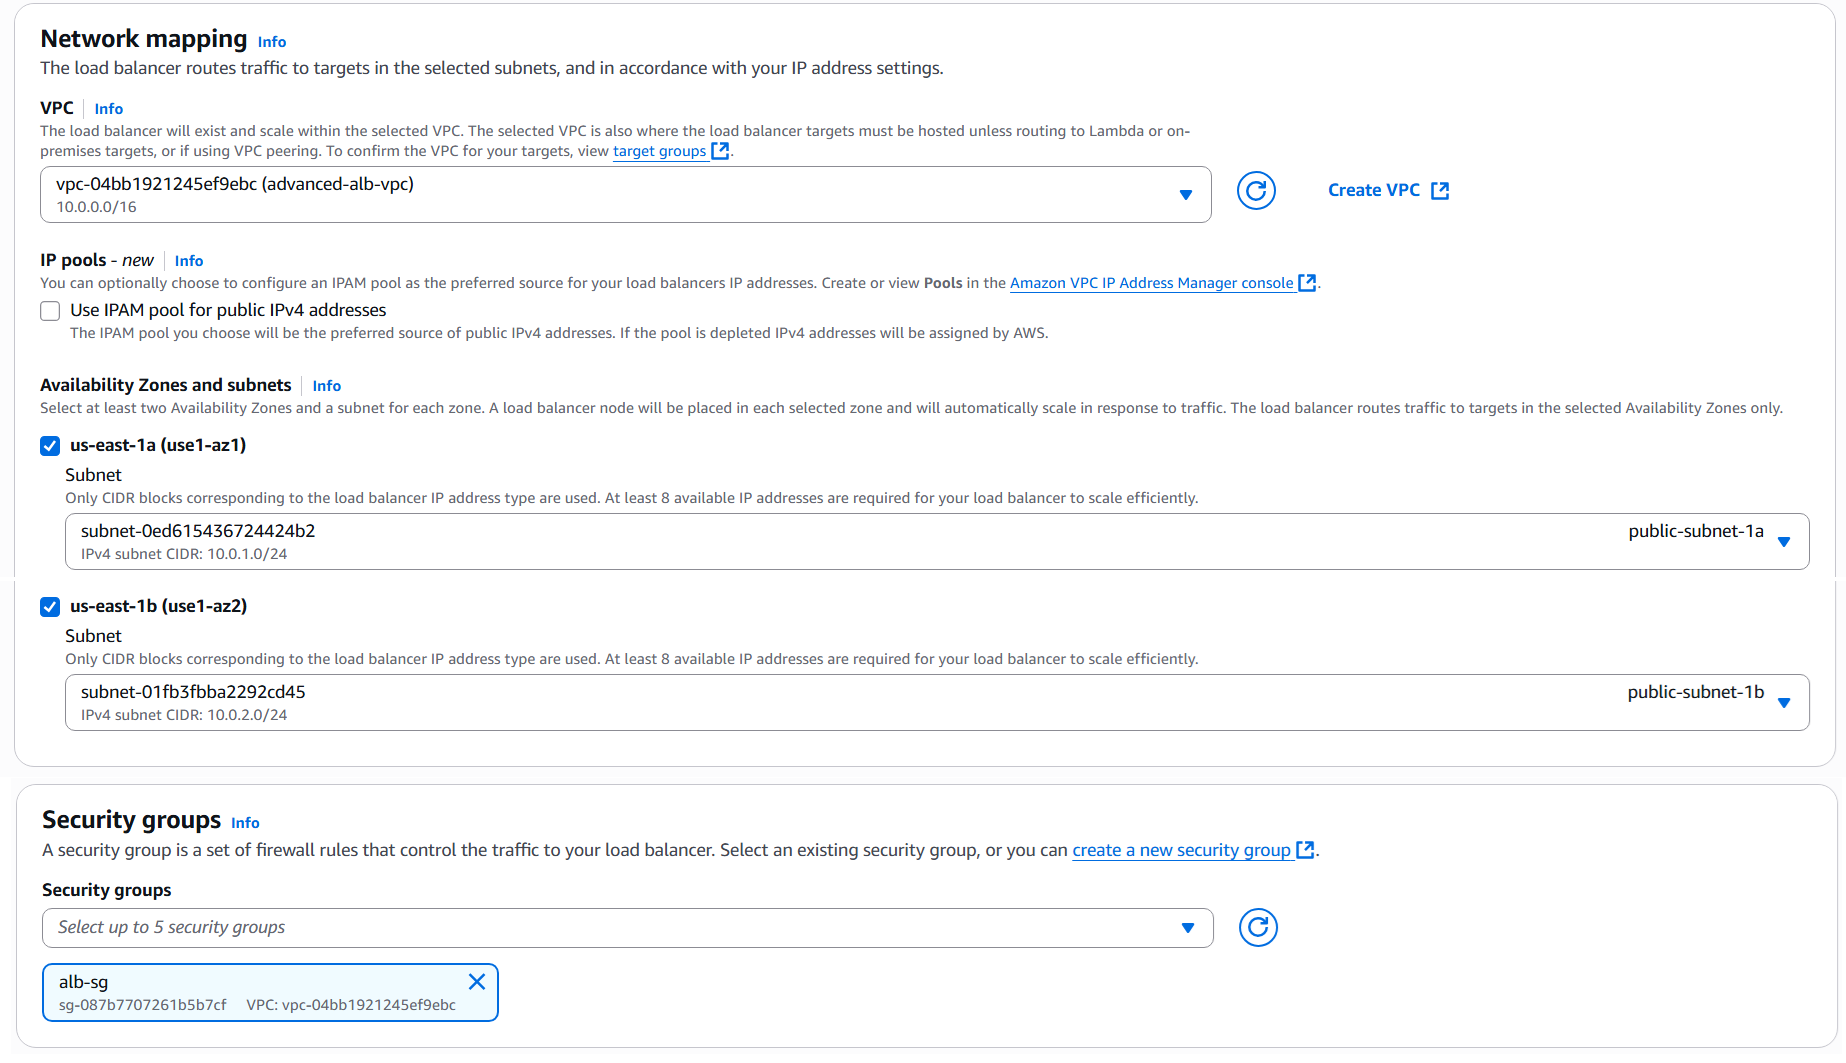 Network mapping Info
The load balancer routes traffic to targets in the selected subnets, and in accordance with your IP address settings.
VPC Info
The load balancer will exist and scale within the selected VPC. The selected VPC is also where the load balancer targets must be hosted unless routing to Lambda or on-
premises targets, or if using VPC peering. To confirm the VPC for your targets, view target groups.
vpc-04bb1921245ef9ebc (advanced-alb-vpc)
10.0.0.0/16
Create VPC
IP pools - new Info
You can optionally choose to configure an IPAM pool as the preferred source for your load balancers IP addresses. Create or view Pools in the Amazon VPC IP Address Manager console.
Use IPAM pool for public IPv4 addresses
The IPAM pool you choose will be the preferred source of public IPv4 addresses. If the pool is depleted IPv4 addresses will be assigned by AWS.
Availability Zones and subnets Info
Select at least two Availability Zones and a subnet for each zone. A load balancer node will be placed in each selected zone and will automatically scale in response to traffic. The load balancer routes traffic to targets in the selected Availability Zones only.
us-east-1a (use1-az1)
Subnet
Only CIDR blocks corresponding to the load balancer IP address type are used. At least 8 available IP addresses are required for your load balancer to scale efficiently.
subnet-0ed615436724424b2 public-subnet-1a
IPv4 subnet CIDR: 10.0.1.0/24
us-east-1b (use1-az2)
Subnet
Only CIDR blocks corresponding to the load balancer IP address type are used. At least 8 available IP addresses are required for your load balancer to scale efficiently.
subnet-01fb3fbba2292cd45 public-subnet-1b
IPv4 subnet CIDR: 10.0.2.0/24
Security groups Info
A security group is a set of firewall rules that control the traffic to your load balancer. Select an existing security group, or you can create a new security group.
Security groups
Select up to 5 security groups
alb-sg
sg-087b7707261b5b7cf VPC: vpc-04bb1921245ef9ebc